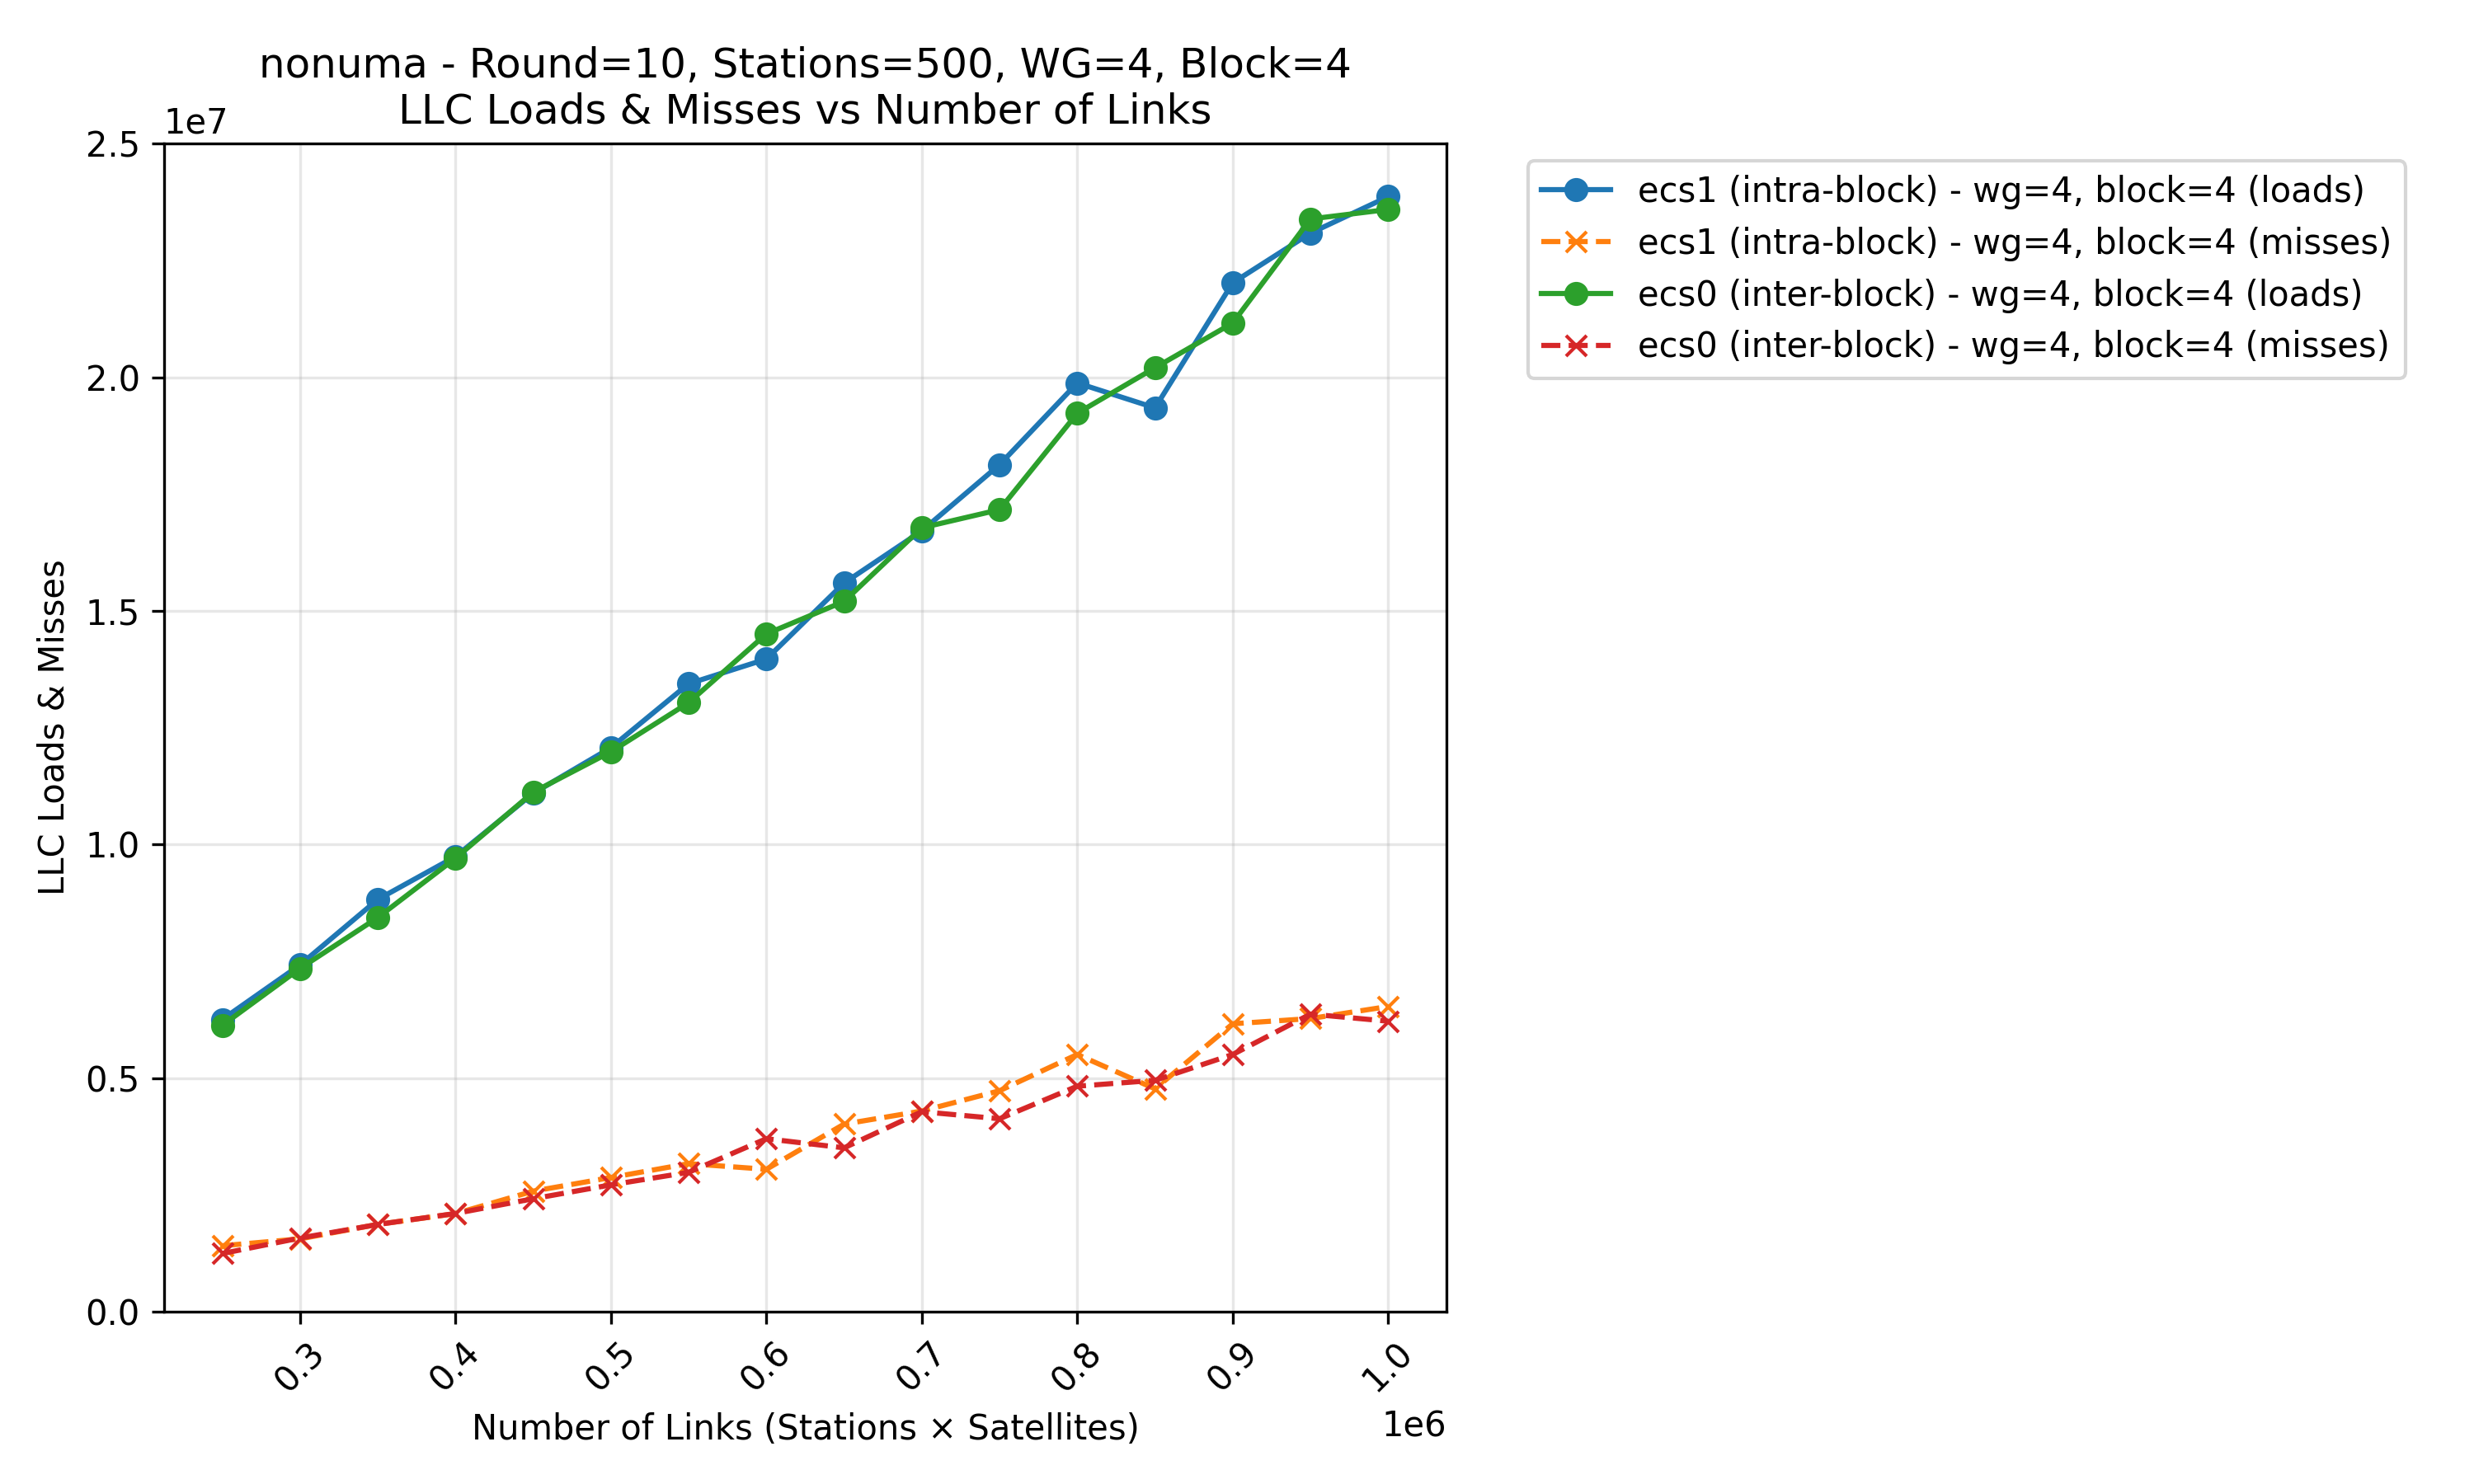 nonuma - Round=10, Stations=500, WG=4, Block=4
LLC Loads & Misses vs Number of Links
1e7
2.5
2.0
1.5
1.0
0.5
0.0
LLC Loads & Misses
0.3
0.4
0.5
0.6
0.7
0.8
0.9
1.0
Number of Links (Stations × Satellites)
1e6
ecs1 (intra-block) - wg=4, block=4 (loads)
ecs1 (intra-block) - wg=4, block=4 (misses)
ecs0 (inter-block) - wg=4, block=4 (loads)
ecs0 (inter-block) - wg=4, block=4 (misses)